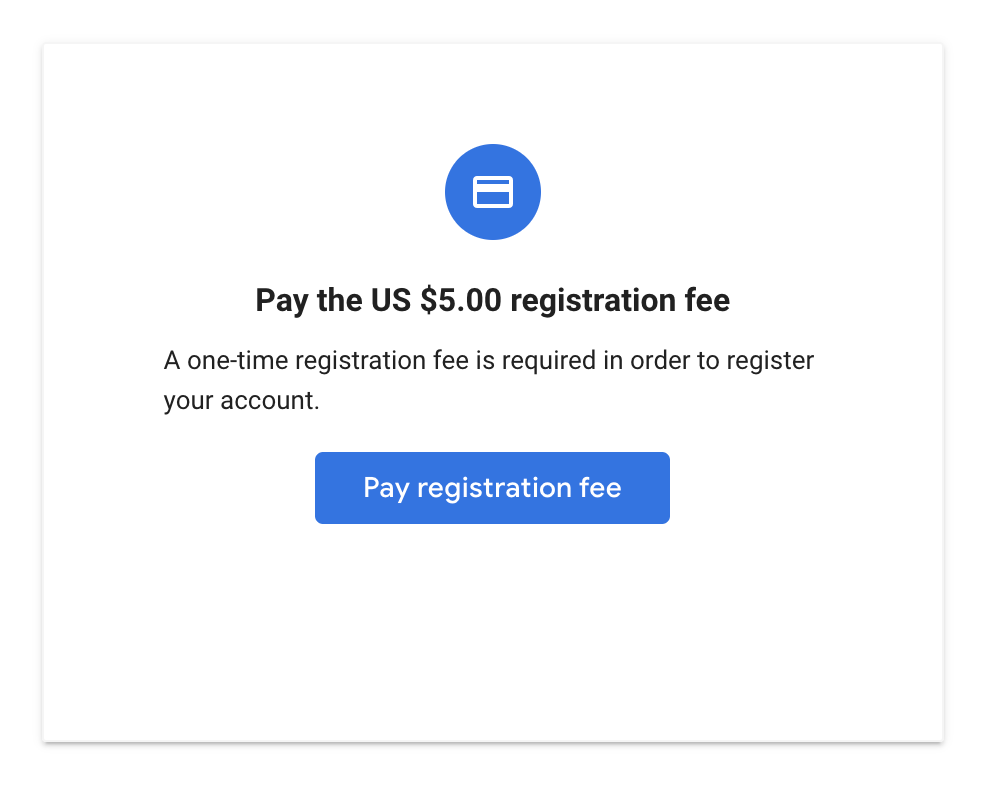 Pay the US $5.00 registration fee
A one-time registration fee is required in order to register
your account.
Pay registration fee